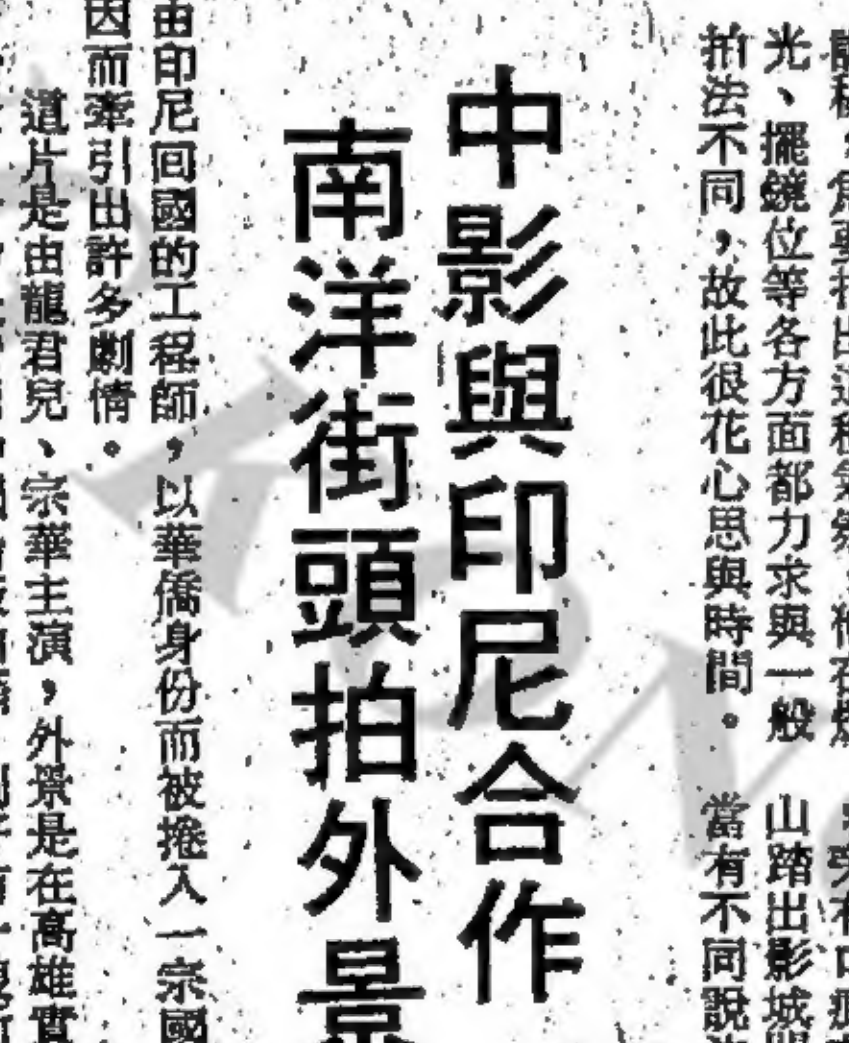 光、擺鏡位等各方面都力求與一般
拍法不同，故此很花心思與時間。
山踏出影城
當有不同說
中影與印尼合作
南洋街頭拍外景
由印尼回國的工程師，以華僑身份而被捲入一宗國
因而牽引出許多劇情。
這片是由龍君兒、宗華主演，外景是在高雄實